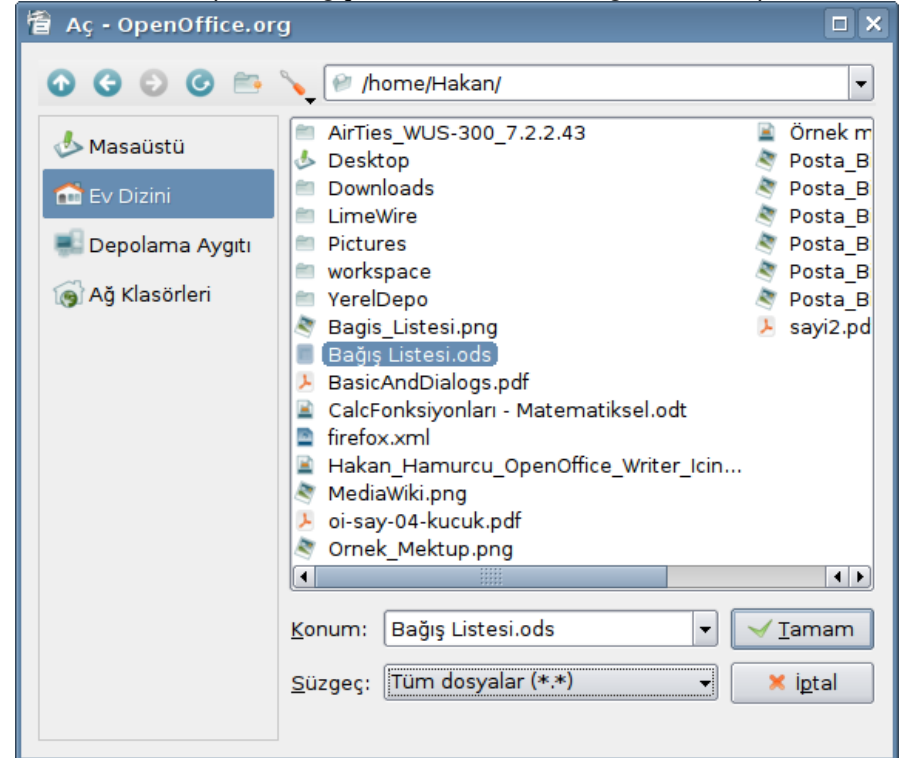 Aç - OpenOffice.org
/home/Hakan/
Masaüstü
Ev Dizini
Depolama Aygıtı
Ağ Klasörleri
AirTies_WUS-300_7.2.2.43
Desktop
Downloads
LimeWire
Pictures
workspace
YerelDepo
Bagis_Listesi.png
Bağış Listesi.ods
BasicAndDialogs.pdf
CalcFonksiyonları - Matematiksel.odt
firefox.xml
Hakan_Hamurcu_OpenOffice_Writer_Icin...
MediaWiki.png
oi-say-04-kucuk.pdf
Ornek_Mektup.png
Örnek m
Posta_B
Posta_B
Posta_B
Posta_B
Posta_B
Posta_B
sayi2.pd
Konum: Bağış Listesi.ods Tamam
Süzgeç: Tüm dosyalar (*.*) İptal